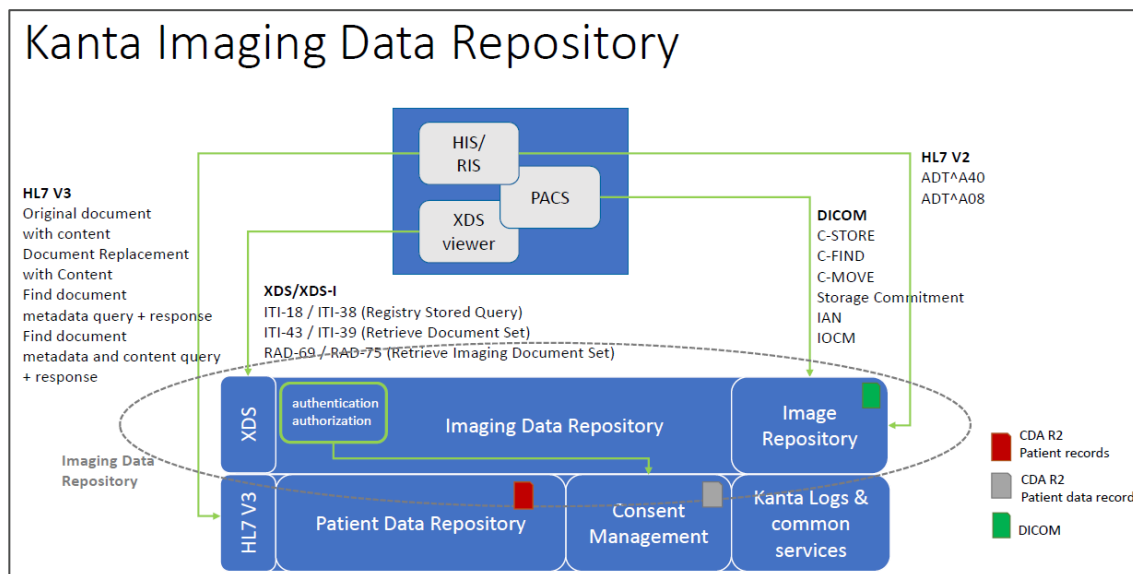 Kanta Imaging Data Repository
HIS/
RIS
PACS
XDS
viewer
HL7 V3
Original document
with content
Document Replacement
with Content
Find document
metadata query + response
Find document
metadata and content query
+ response
XDS/XDS-I
ITI-18 / ITI-38 (Registry Stored Query)
ITI-43 / ITI-39 (Retrieve Document Set)
RAD-69 / RAD-75 (Retrieve Imaging Document Set)
HL7 V2
ADT^A40
ADT^A08
DICOM
C-STORE
C-FIND
C-MOVE
Storage Commitment
IAN
IOCM
XDS
authentication
authorization
Imaging Data Repository
Image
Repository
Imaging Data
Repository
HL7 V3
Patient Data Repository
Consent
Management
Kanta Logs &
common
services
CDA R2
Patient records
CDA R2
Patient data record
DICOM